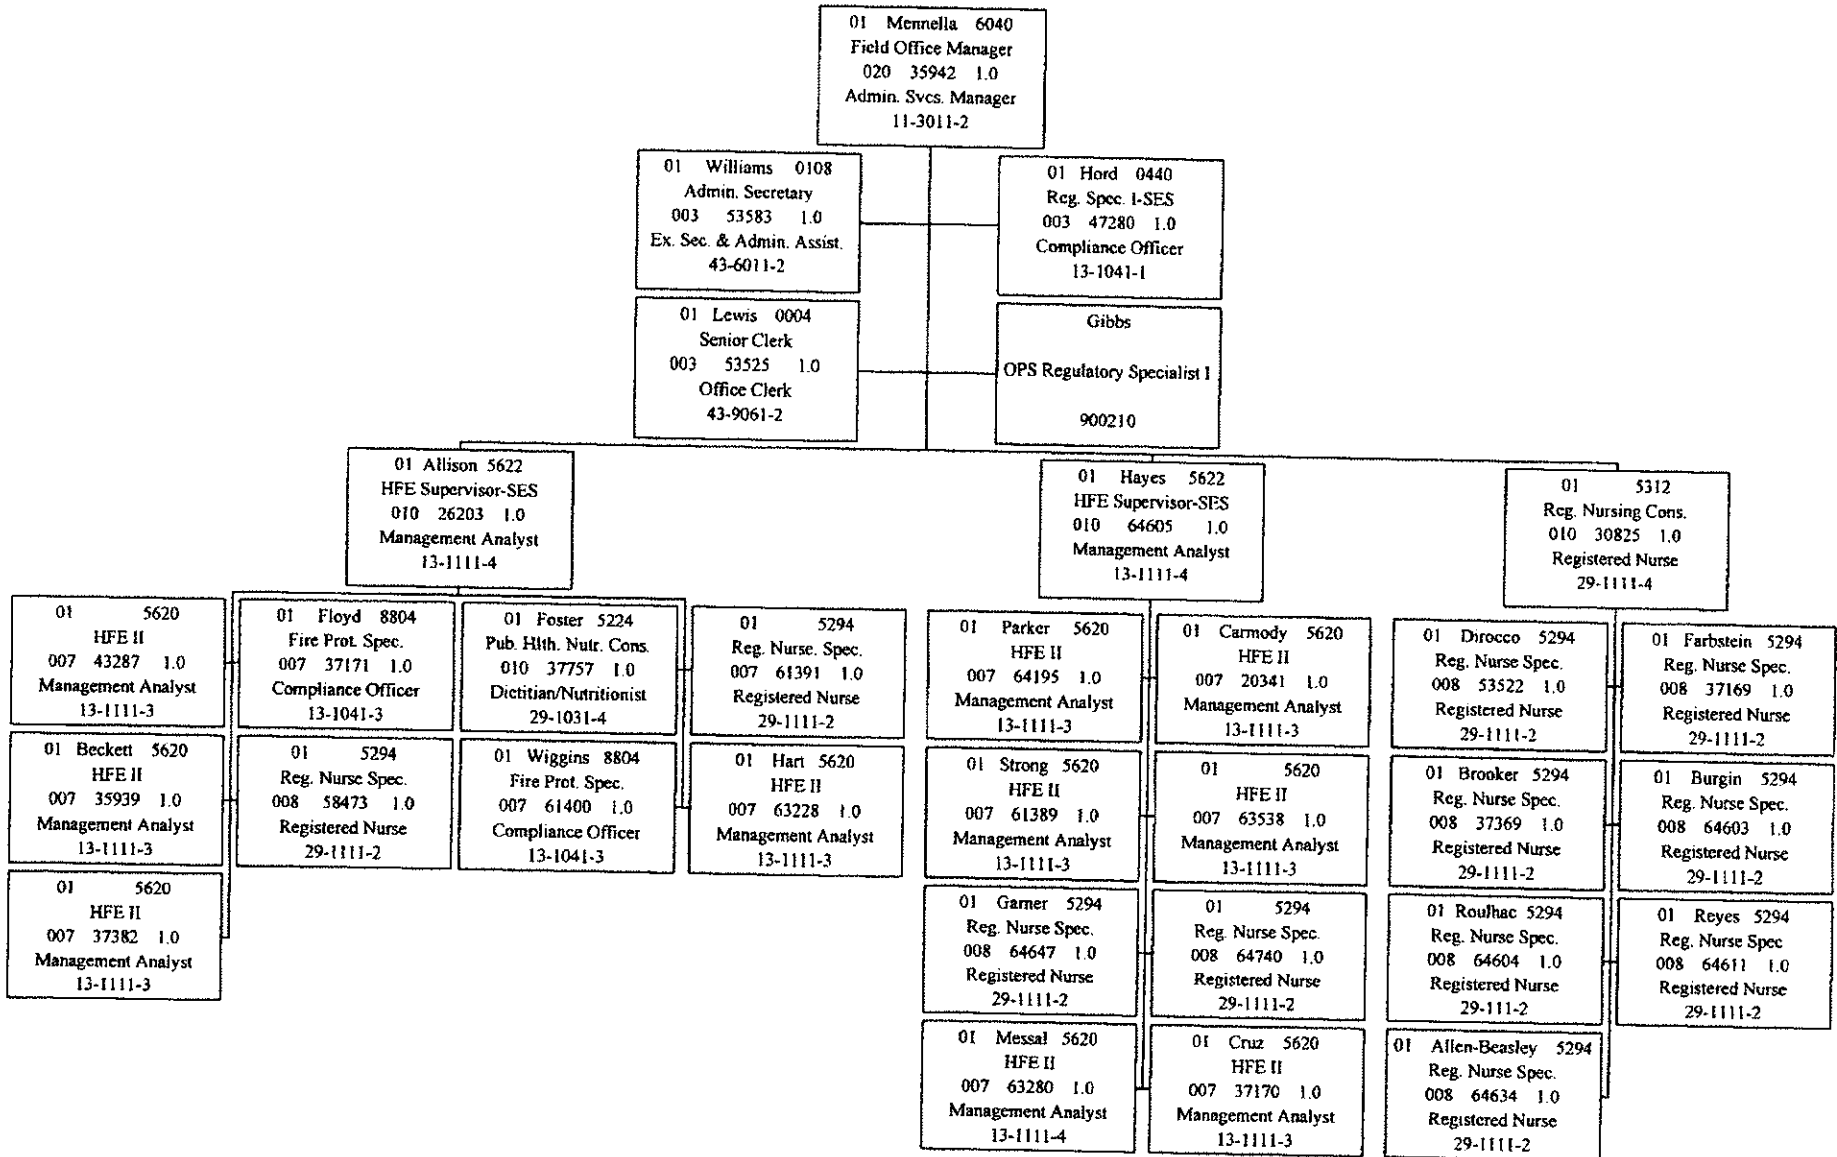 01 Mennella 6040
Field Office Manager
020 35942 1.0
Admin. Svcs. Manager
11-3011-2
01 Williams 0108
Admin. Secretary
003 53583 1.0
Ex. Sec. & Admin. Assist.
43-6011-2
01 Hord 0440
Reg. Spec. I-SES
003 47280 1.0
Compliance Officer
13-1041-1
01 Lewis 0004
Senior Clerk
003 53525 1.0
Office Clerk
43-9061-2
Gibbs
OPS Regulatory Specialist I
900210
01 Allison 5622
HFE Supervisor-SES
010 26203 1.0
Management Analyst
13-1111-4
01 Hayes 5622
HFE Supervisor-SES
010 64605 1.0
Management Analyst
13-1111-4
01 5312
Reg. Nursing Cons.
010 30825 1.0
Registered Nurse
29-1111-4
01 5620
HFE II
007 43287 1.0
Management Analyst
13-1111-3
01 Floyd 8804
Fire Prot. Spec.
007 37171 1.0
Compliance Officer
13-1041-3
01 Foster 5224
Pub. Hlth. Nutr. Cons.
010 37757 1.0
Dictitian/Nutritionist
29-1031-4
01 5294
Reg. Nurse. Spec.
007 61391 1.0
Registered Nurse
29-1111-2
01 Beckett 5620
HFE II
007 35939 1.0
Management Analyst
13-1111-3
01 5294
Reg. Nurse Spec.
008 58473 1.0
Registered Nurse
29-1111-2
01 Wiggins 8804
Fire Prot. Spec.
007 61400 1.0
Compliance Officer
13-1041-3
01 Hart 5620
HFE II
007 63228 1.0
Management Analyst
13-1111-3
01 5620
HFE II
007 37382 1.0
Management Analyst
13-1111-3
01 Parker 5620
HFE II
007 64195 1.0
Management Analyst
13-1111-3
01 Carmody 5620
HFE II
007 20341 1.0
Management Analyst
13-1111-3
01 Strong 5620
HFE II
007 61389 1.0
Management Analyst
13-1111-3
01 5620
HFE II
007 63538 1.0
Management Analyst
13-1111-3
01 Garner 5294
Reg. Nurse Spec.
008 64647 1.0
Registered Nurse
29-1111-2
01 5294
Reg. Nurse Spec.
008 64740 1.0
Registered Nurse
29-1111-2
01 Messal 5620
HFE II
007 63280 1.0
Management Analyst
13-1111-4
01 Cruz 5620
HFE II
007 37170 1.0
Management Analyst
13-1111-3
01 Dirocco 5294
Reg. Nurse Spec.
008 53522 1.0
Registered Nurse
29-1111-2
01 Farbstein 5294
Reg. Nurse Spec.
008 37169 1.0
Registered Nurse
29-1111-2
01 Brooker 5294
Reg. Nurse Spec.
008 37369 1.0
Registered Nurse
29-1111-2
01 Burgin 5294
Reg. Nurse Spec.
008 64603 1.0
Registered Nurse
29-1111-2
01 Roulhac 5294
Reg. Nurse Spec.
008 64604 1.0
Registered Nurse
29-111-2
01 Reyes 5294
Reg. Nurse Spec
008 64611 1.0
Registered Nurse
29-1111-2
01 Allen-Beasley 5294
Reg. Nurse Spec.
008 64634 1.0
Registered Nurse
29-1111-2